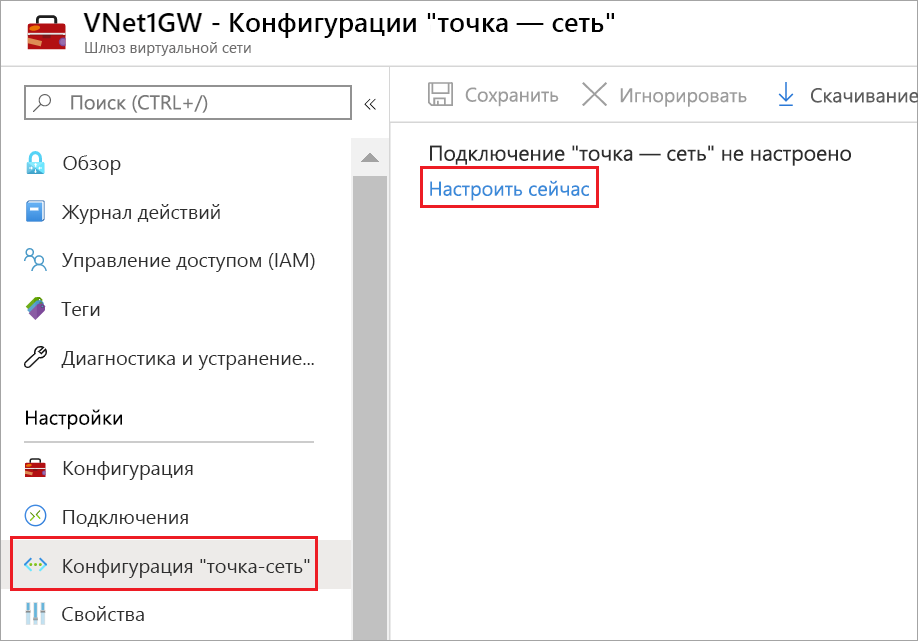 VNet1GW - Конфигурации "точка — сеть"
Шлюз виртуальной сети
Поиск (CTRL+/)
«
Обзор
Журнал действий
Управление доступом (IAM)
Теги
Диагностика и устранение...
Настройки
Конфигурация
Подключения
Конфигурация "точка-сеть"
Свойства
Сохранить Игнорировать Скачивание
Подключение "точка — сеть" не настроено
Настроить сейчас